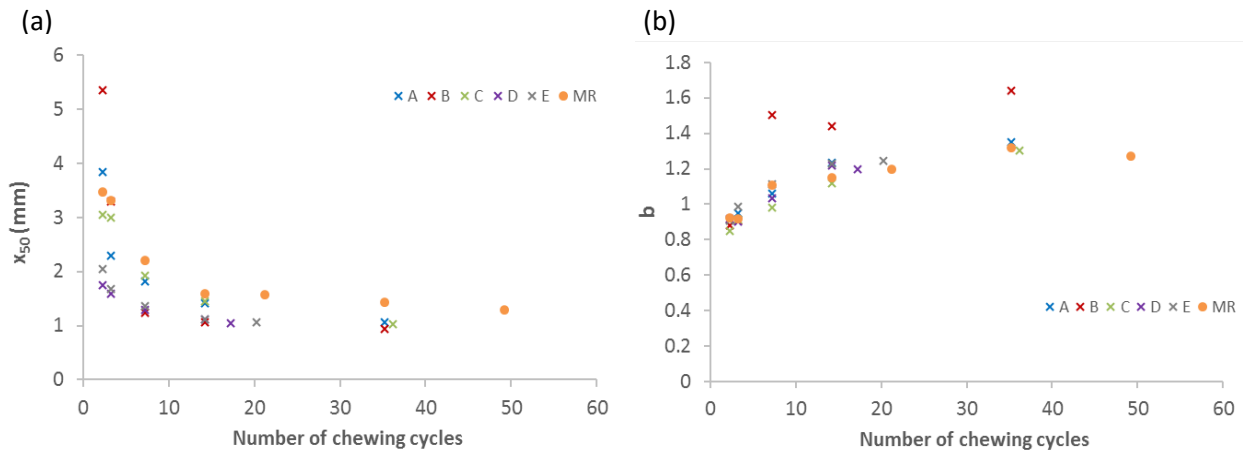 (a)
6
5
4
3
2
1
0
x50 (mm)
× A × B × C × D × E ● MR
0 10 20 30 40 50 60
Number of chewing cycles
(b)
1.8
1.6
1.4
1.2
1
0.8
0.6
0.4
0.2
0
b
× A × B × C × D × E ● MR
0 10 20 30 40 50 60
Number of chewing cycles